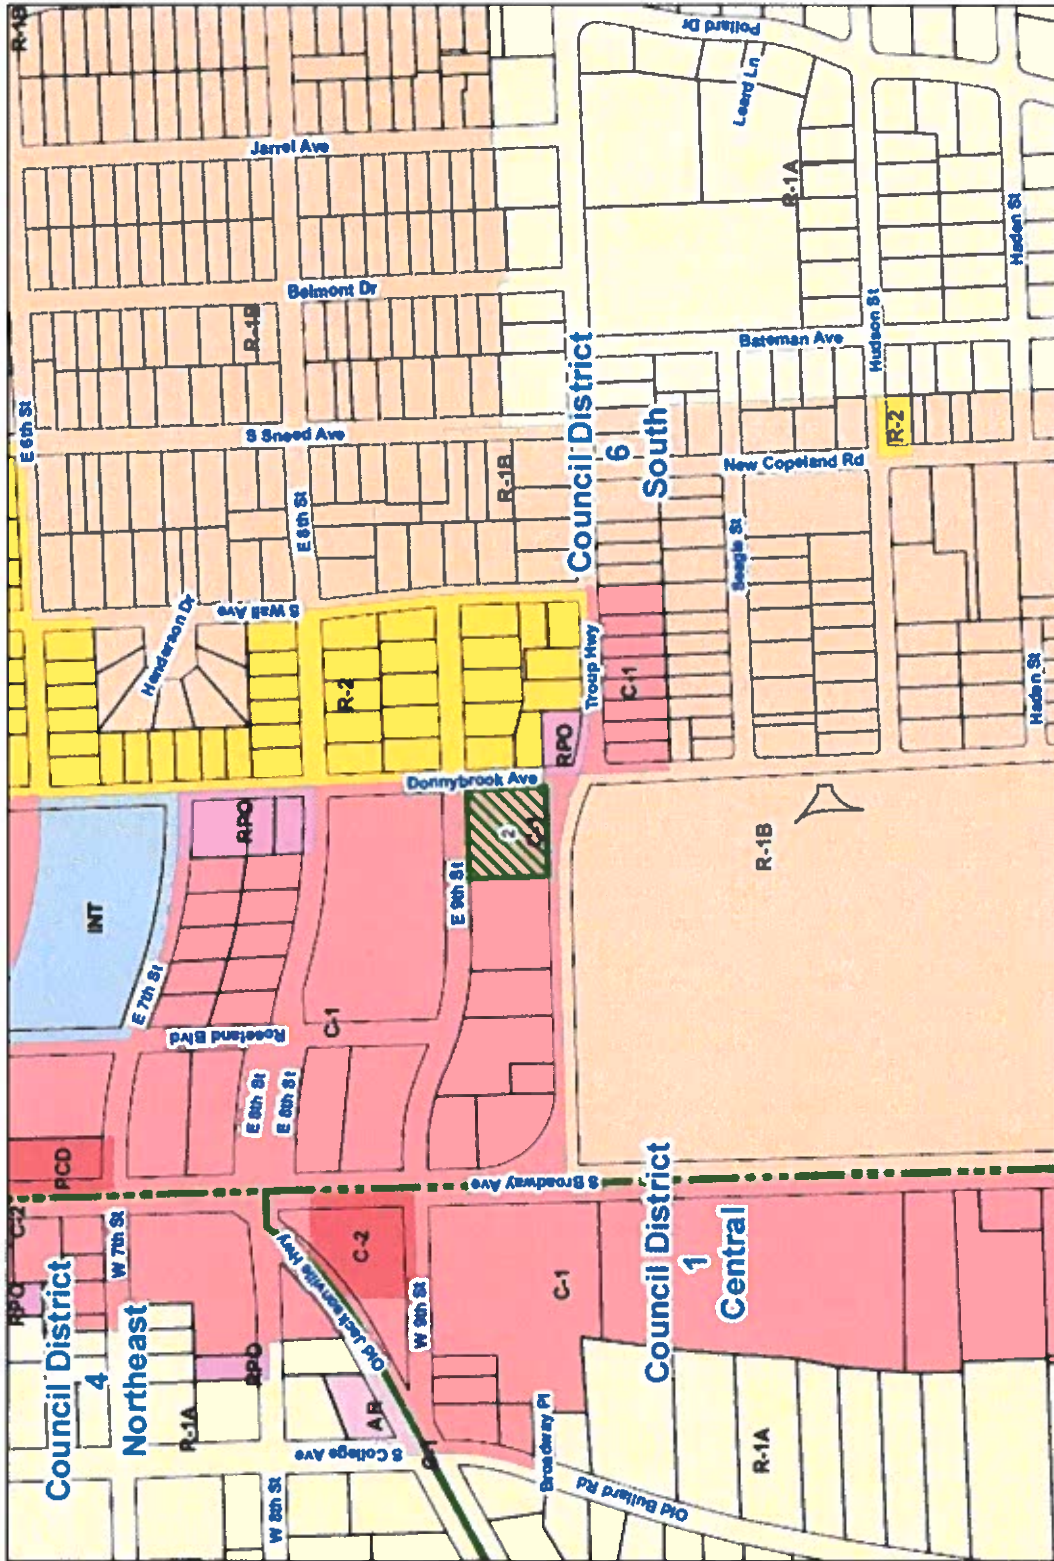 Council District
4
Northeast
RPO
C-2
W 7th St
PCD
INT
E 6th St
R-1B
R-1A
RPO
E 7th St
Henderson Dr
W 8th St
S College Ave
AR
Old Jacksonville Hwy
C-2
E 8th St
E 8th St
Roseland Blvd
C-1
RPO
R-2
S Wall Ave
E 8th St
S Sneed Ave
R-1B
Belmont Dr
Jarrel Ave
C-1
W 9th St
E 9th St
Donnybrook Ave
R-1B
Old Bullard Rd
Broadway Pl
C-1
S Broadway Ave
2
C-1
RPO
Troup Hwy
C-1
Council District
6
South
Council District
1
Central
R-1A
R-1B
Seagle St
New Copeland Rd
Bateman Ave
R-1A
Leard Ln
Pollard Dr
R-2
Hudson St
Haden St
Haden St